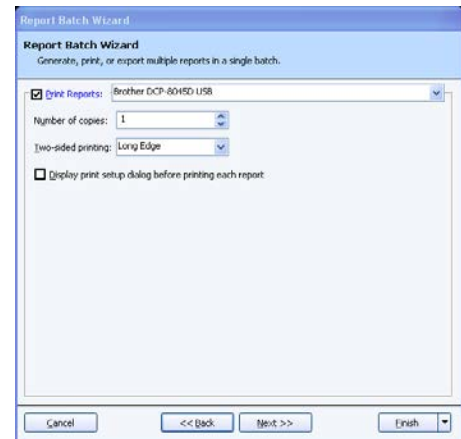 Report Batch Wizard
Report Batch Wizard
Generate, print, or export multiple reports in a single batch.
Print Reports: Brother DCP-8045D USB
Number of copies: 1
Two-sided printing: Long Edge
Display print setup dialog before printing each report
Cancel << Back Next >> Finish